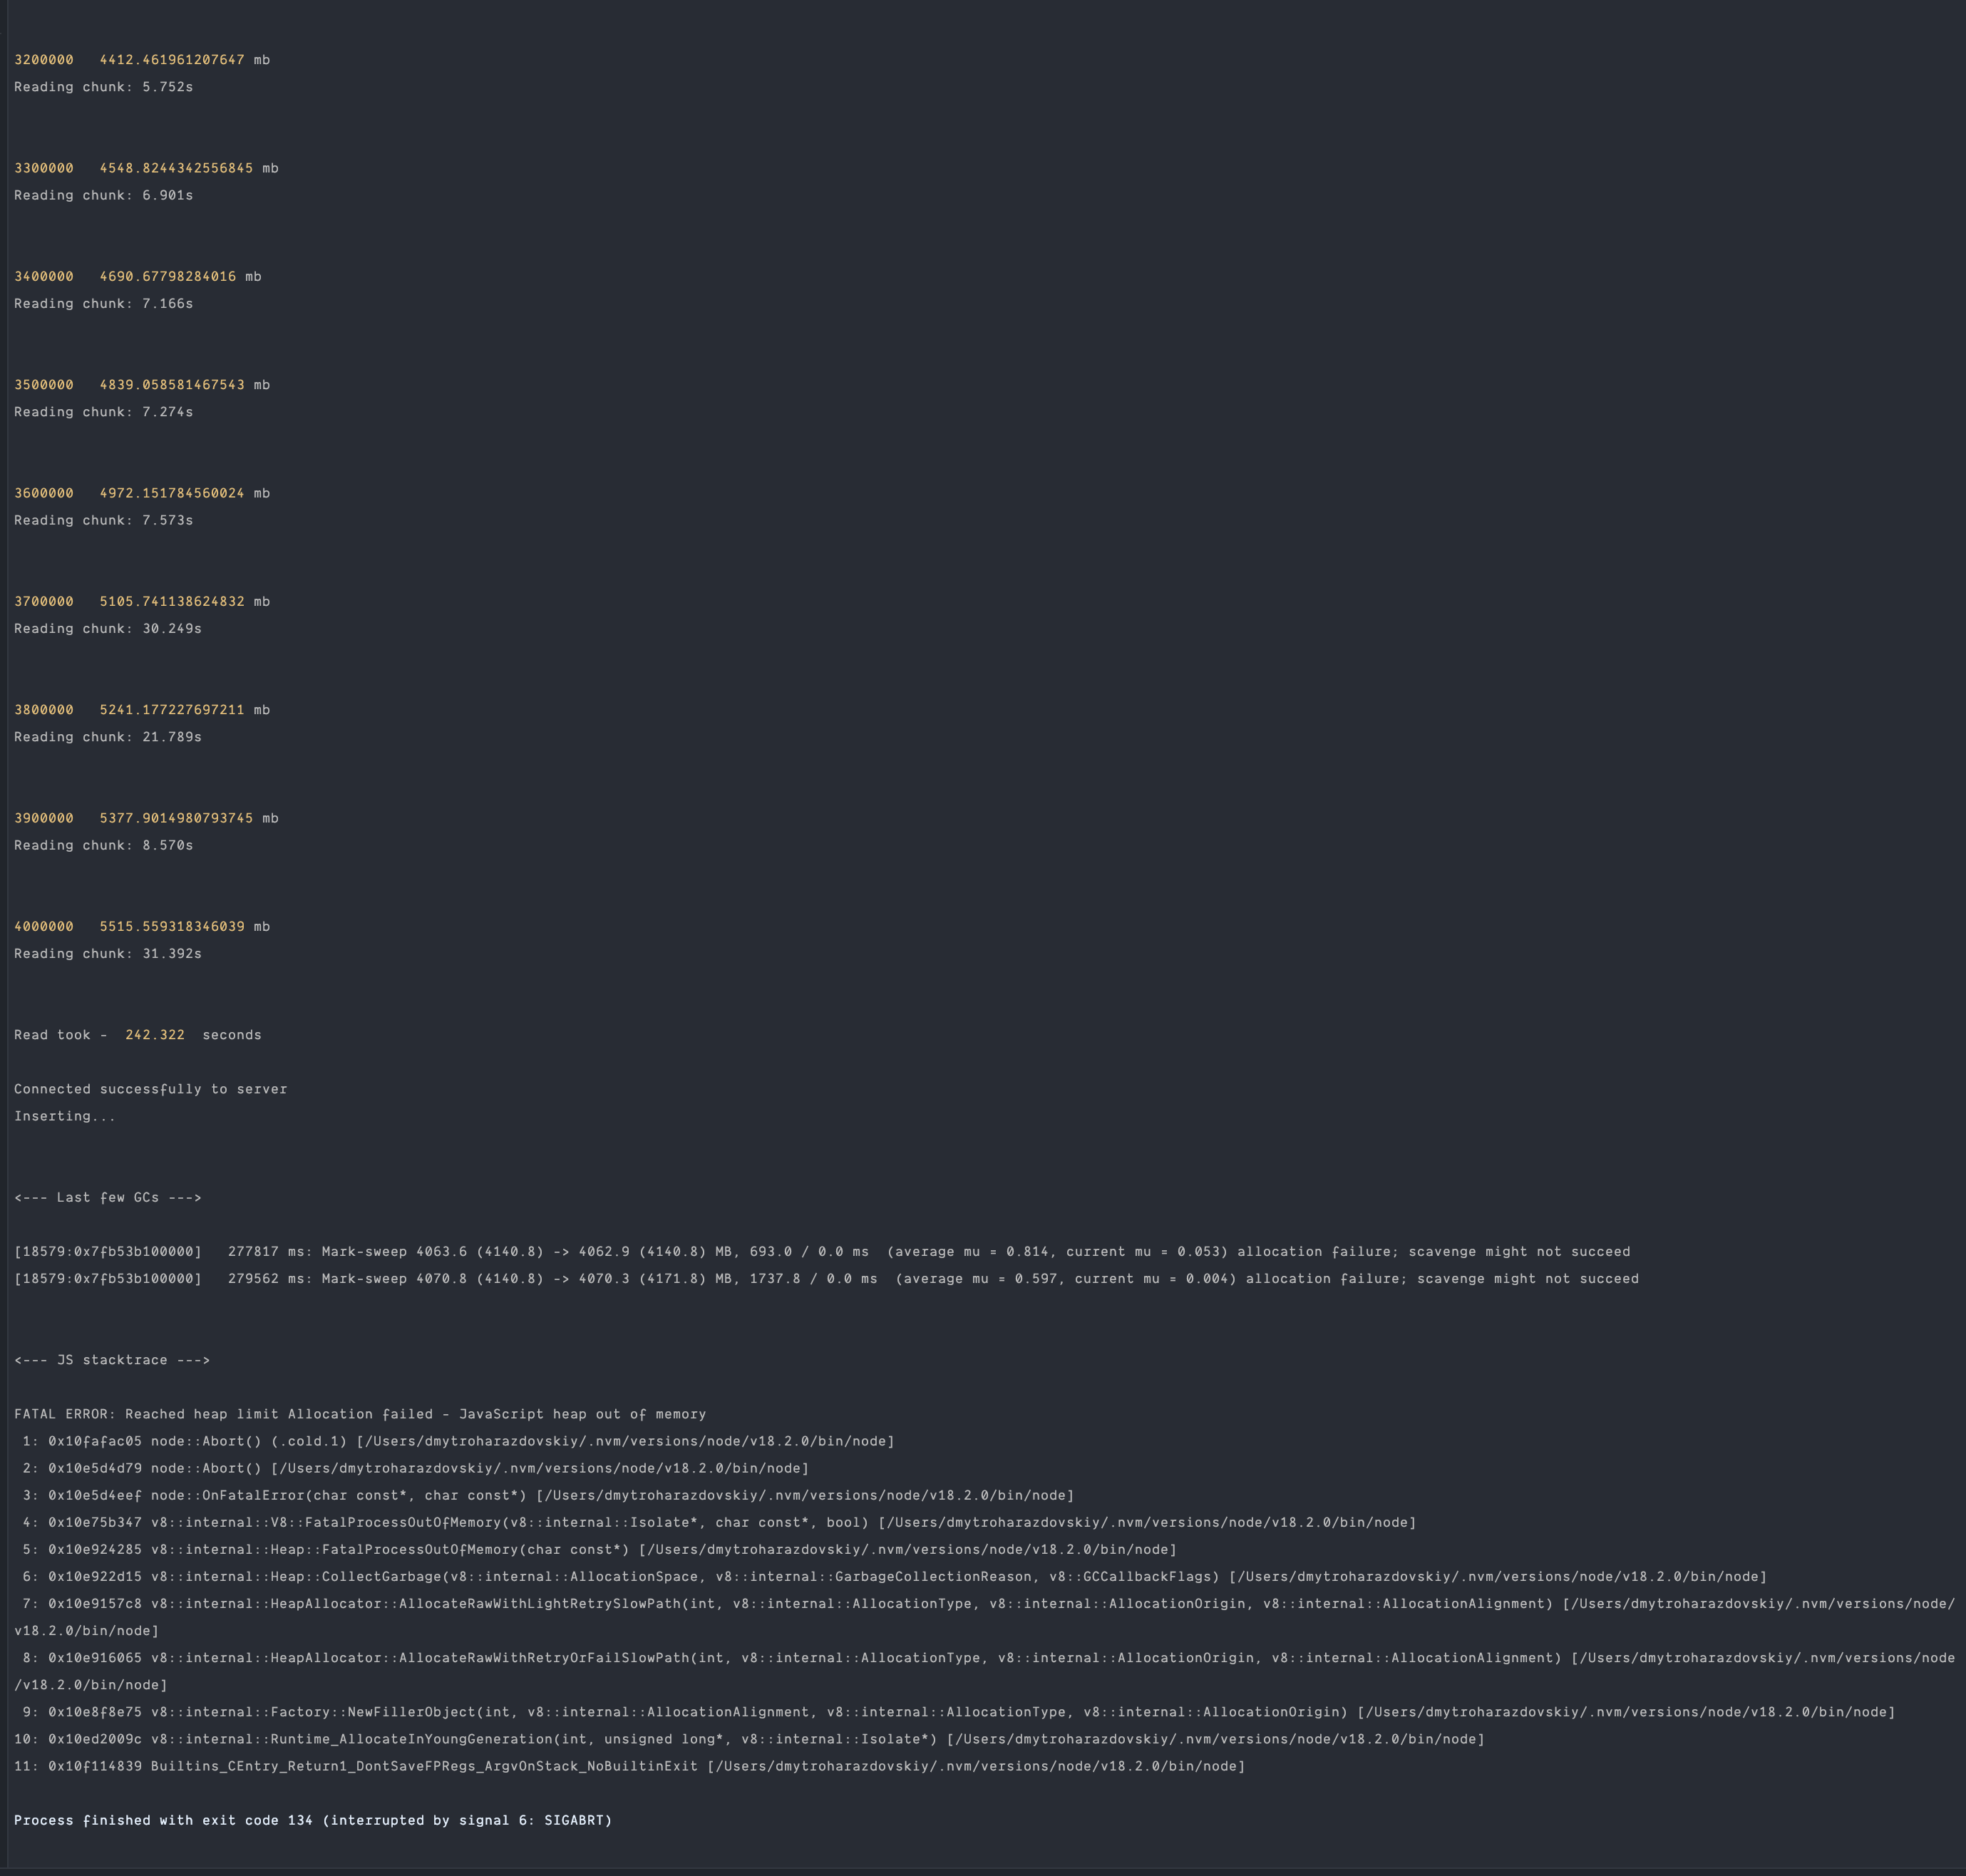 3200000   4412.461961207647 mb
Reading chunk: 5.752s
3300000   4548.8244342556845 mb
Reading chunk: 6.901s
3400000   4690.67798284016 mb
Reading chunk: 7.166s
3500000   4839.058581467543 mb
Reading chunk: 7.274s
3600000   4972.151784560024 mb
Reading chunk: 7.573s
3700000   5105.741138624832 mb
Reading chunk: 30.249s
3800000   5241.177227697211 mb
Reading chunk: 21.789s
3900000   5377.9014980793745 mb
Reading chunk: 8.570s
4000000   5515.559318346039 mb
Reading chunk: 31.392s
Read took -  242.322  seconds
Connected successfully to server
Inserting...
<--- Last few GCs --->
[18579:0x7fb53b100000]   277817 ms: Mark-sweep 4063.6 (4140.8) -> 4062.9 (4140.8) MB, 693.0 / 0.0 ms  (average mu = 0.814, current mu = 0.053) allocation failure; scavenge might not succeed
[18579:0x7fb53b100000]   279562 ms: Mark-sweep 4070.8 (4140.8) -> 4070.3 (4171.8) MB, 1737.8 / 0.0 ms  (average mu = 0.597, current mu = 0.004) allocation failure; scavenge might not succeed
<--- JS stacktrace --->
FATAL ERROR: Reached heap limit Allocation failed - JavaScript heap out of memory
 1: 0x10fafac05 node::Abort() (.cold.1) [/Users/dmytroharazdovskiy/.nvm/versions/node/v18.2.0/bin/node]
 2: 0x10e5d4d79 node::Abort() [/Users/dmytroharazdovskiy/.nvm/versions/node/v18.2.0/bin/node]
 3: 0x10e5d4eef node::OnFatalError(char const*, char const*) [/Users/dmytroharazdovskiy/.nvm/versions/node/v18.2.0/bin/node]
 4: 0x10e75b347 v8::internal::V8::FatalProcessOutOfMemory(v8::internal::Isolate*, char const*, bool) [/Users/dmytroharazdovskiy/.nvm/versions/node/v18.2.0/bin/node]
 5: 0x10e924285 v8::internal::Heap::FatalProcessOutOfMemory(char const*) [/Users/dmytroharazdovskiy/.nvm/versions/node/v18.2.0/bin/node]
 6: 0x10e922d15 v8::internal::Heap::CollectGarbage(v8::internal::AllocationSpace, v8::internal::GarbageCollectionReason, v8::GCCallbackFlags) [/Users/dmytroharazdovskiy/.nvm/versions/node/v18.2.0/bin/node]
 7: 0x10e9157c8 v8::internal::HeapAllocator::AllocateRawWithLightRetrySlowPath(int, v8::internal::AllocationType, v8::internal::AllocationOrigin, v8::internal::AllocationAlignment) [/Users/dmytroharazdovskiy/.nvm/versions/node/
v18.2.0/bin/node]
 8: 0x10e916065 v8::internal::HeapAllocator::AllocateRawWithRetryOrFailSlowPath(int, v8::internal::AllocationType, v8::internal::AllocationOrigin, v8::internal::AllocationAlignment) [/Users/dmytroharazdovskiy/.nvm/versions/node
/v18.2.0/bin/node]
 9: 0x10e8f8e75 v8::internal::Factory::NewFillerObject(int, v8::internal::AllocationAlignment, v8::internal::AllocationType, v8::internal::AllocationOrigin) [/Users/dmytroharazdovskiy/.nvm/versions/node/v18.2.0/bin/node]
10: 0x10ed2009c v8::internal::Runtime_AllocateInYoungGeneration(int, unsigned long*, v8::internal::Isolate*) [/Users/dmytroharazdovskiy/.nvm/versions/node/v18.2.0/bin/node]
11: 0x10f114839 Builtins_CEntry_Return1_DontSaveFPRegs_ArgvOnStack_NoBuiltinExit [/Users/dmytroharazdovskiy/.nvm/versions/node/v18.2.0/bin/node]
Process finished with exit code 134 (interrupted by signal 6: SIGABRT)